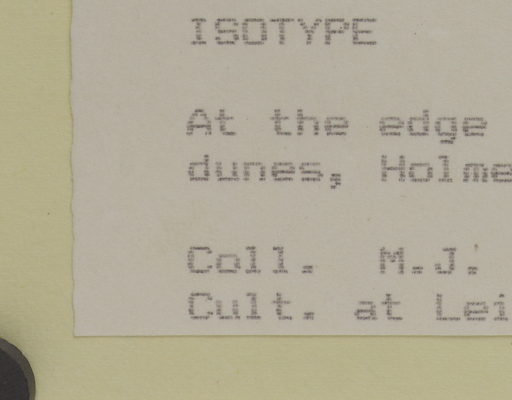 ISOTYPE
At the edge
dunes, Holme
Coll. M.J.
Cult. at Lei